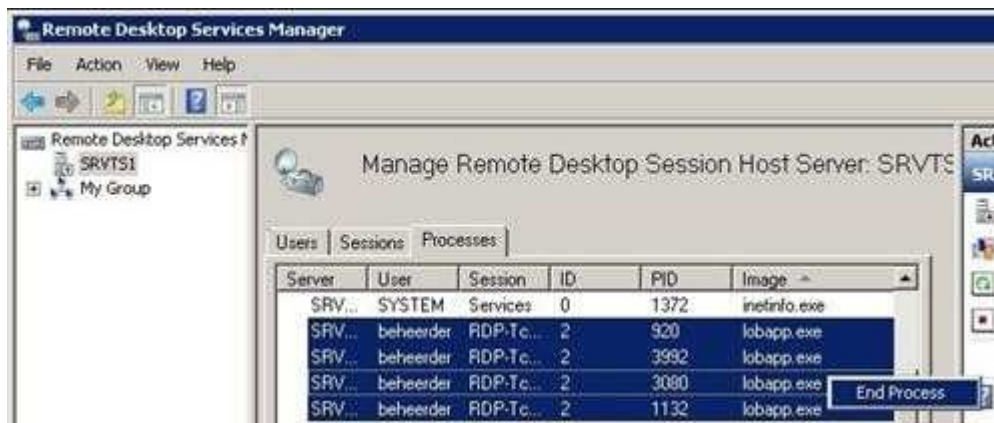 Remote Desktop Services Manager
File Action View Help
Remote Desktop Services M
SRVTS1
My Group
Manage Remote Desktop Session Host Server: SRVTS
Act
SR
Users Sessions Processes
Server User Session ID PID Image
SRV... SYSTEM Services 0 1372 inetinfo.exe
SRV... beheerder RDP-Tc... 2 920 lobapp.exe
SRV... beheerder RDP-Tc... 2 3992 lobapp.exe
SRV... beheerder RDP-Tc... 2 3080 lobapp.exe
End Process
SRV... beheerder RDP-Tc... 2 1132 lobapp.exe